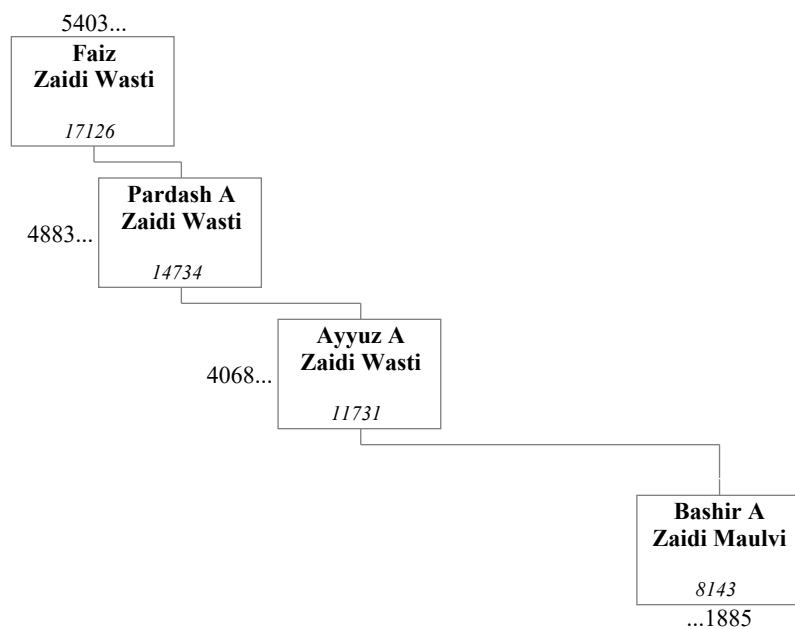 5403...
Faiz
Zaidi Wasti
17126
Pardash A
Zaidi Wasti
4883...
14734
Ayyuz A
Zaidi Wasti
4068...
11731
Bashir A
Zaidi Maulvi
8143
...1885